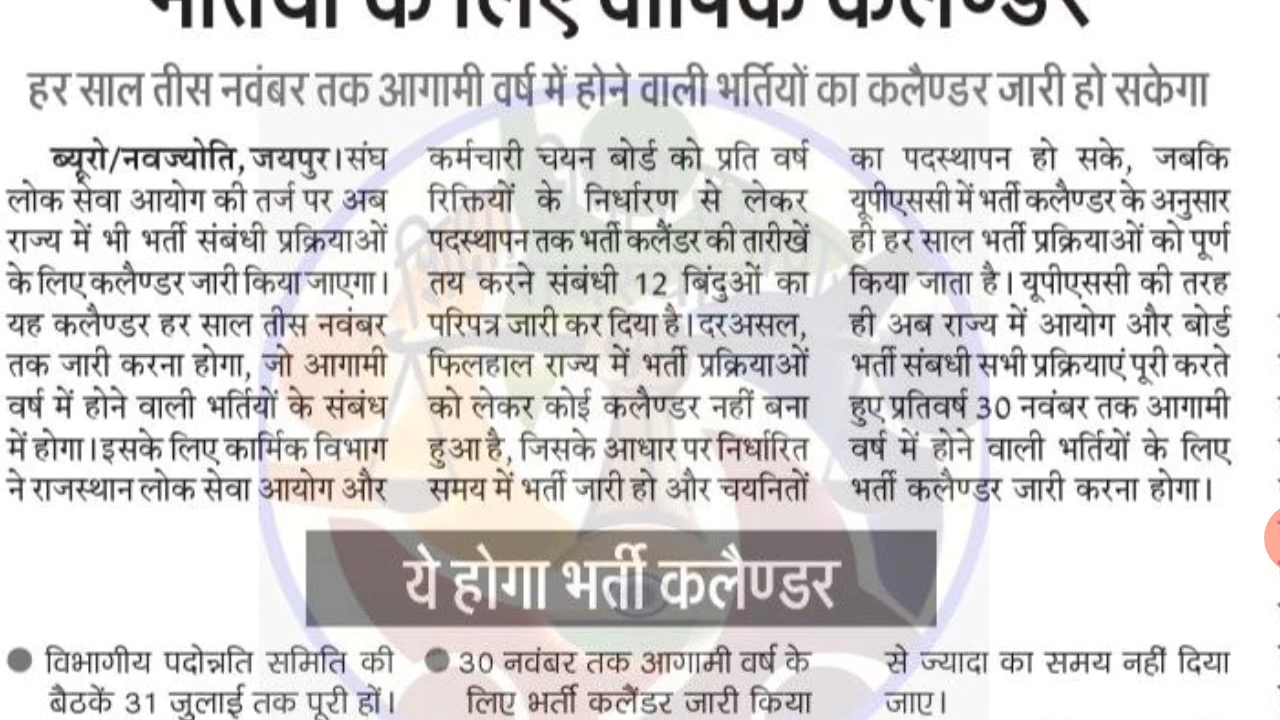 भर्तियों के लिए वार्षिक कलैण्डर
हर साल तीस नवंबर तक आगामी वर्ष में होने वाली भर्तियों का कलैण्डर जारी हो सकेगा
ब्यूरो/नवज्योति, जयपुर। संघ
लोक सेवा आयोग की तर्ज पर अब
राज्य में भी भर्ती संबंधी प्रक्रियाओं
के लिए कलैण्डर जारी किया जाएगा।
यह कलैण्डर हर साल तीस नवंबर
तक जारी करना होगा, जो आगामी
वर्ष में होने वाली भर्तियों के संबंध
में होगा। इसके लिए कार्मिक विभाग
ने राजस्थान लोक सेवा आयोग और
कर्मचारी चयन बोर्ड को प्रति वर्ष
रिक्तियों के निर्धारण से लेकर
पदस्थापन तक भर्ती कलैंडर की तारीखें
तय करने संबंधी 12 बिंदुओं का
परिपत्र जारी कर दिया है। दरअसल,
फिलहाल राज्य में भर्ती प्रक्रियाओं
को लेकर कोई कलैण्डर नहीं बना
हुआ है, जिसके आधार पर निर्धारित
समय में भर्ती जारी हो और चयनितों
का पदस्थापन हो सके, जबकि
यूपीएससी में भर्ती कलैण्डर के अनुसार
ही हर साल भर्ती प्रक्रियाओं को पूर्ण
किया जाता है। यूपीएससी की तरह
ही अब राज्य में आयोग और बोर्ड
भर्ती संबधी सभी प्रक्रियाएं पूरी करते
हुए प्रतिवर्ष 30 नवंबर तक आगामी
वर्ष में होने वाली भर्तियों के लिए
भर्ती कलैण्डर जारी करना होगा।
ये होगा भर्ती कलैण्डर
विभागीय पदोन्नति समिति की
बैठकें 31 जुलाई तक पूरी हों।
30 नवंबर तक आगामी वर्ष के
लिए भर्ती कलैंडर जारी किया
से ज्यादा का समय नहीं दिया
जाए।